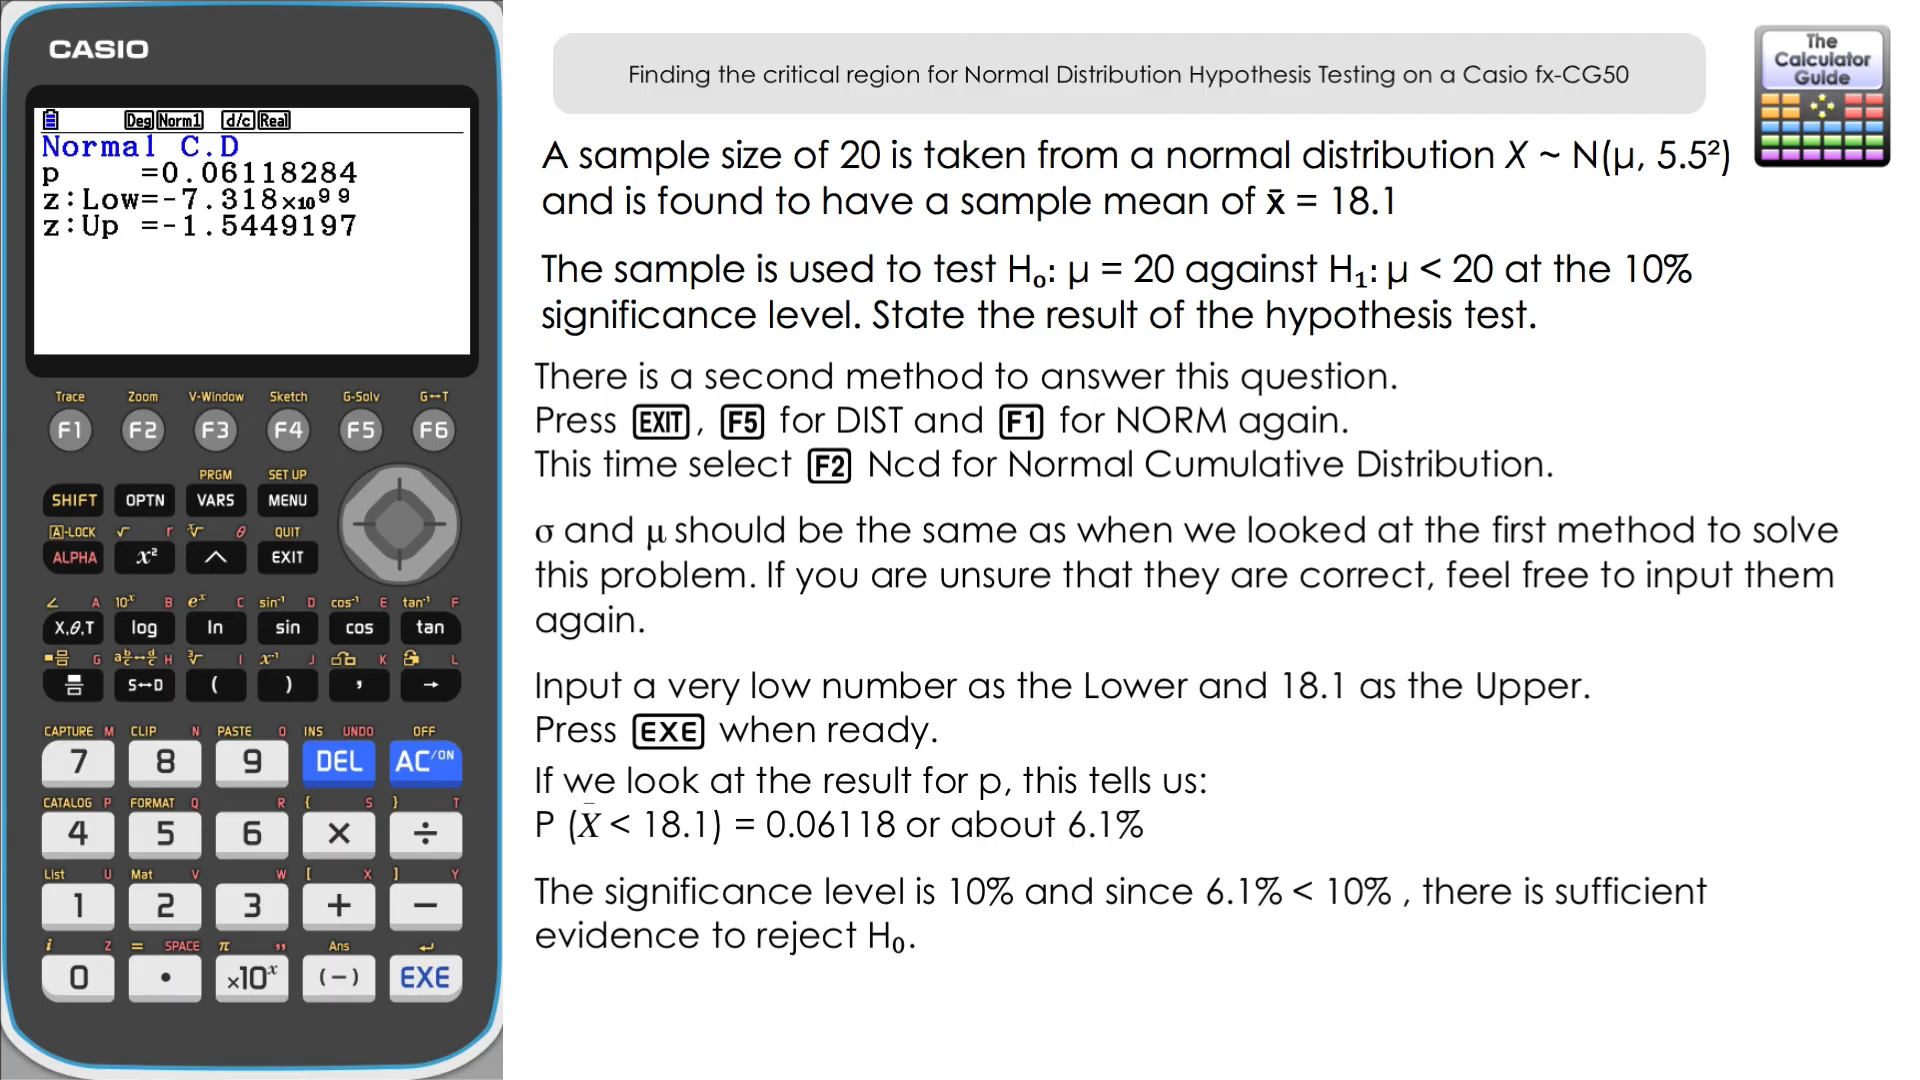 CASIO
Deg Norm1 d/c Real
Normal C.D
p =0.06118284
z:Low=-7.318×10⁹⁹
z:Up =-1.5449197
Trace Zoom V-Window Sketch G-Solv G↔T
F1 F2 F3 F4 F5 F6
PRGM SET UP
SHIFT OPTN VARS MENU
A-LOCK √ r ˣ√ θ QUIT
ALPHA x² ^ EXIT
∠ A 10ˣ B eˣ C sin⁻¹ D cos⁻¹ E tan⁻¹ F
X,θ,T log ln sin cos tan
G a b/c↔d/c H ³√ I x⁻¹ J K L
S↔D ( ) , →
CAPTURE M CLIP N PASTE O INS UNDO OFF
7 8 9 DEL AC/ON
CATALOG P FORMAT Q R { S } T
4 5 6 × ÷
List U Mat V W [ X ] Y
1 2 3 + −
i Z = SPACE π " Ans ↵
0 • ×10ˣ (−) EXE
Finding the critical region for Normal Distribution Hypothesis Testing on a Casio fx-CG50
The
Calculator
Guide
A sample size of 20 is taken from a normal distribution X ~ N(μ, 5.5²)
and is found to have a sample mean of x̄ = 18.1
The sample is used to test H₀: μ = 20 against H₁: μ < 20 at the 10%
significance level. State the result of the hypothesis test.
There is a second method to answer this question.
Press EXIT, F5 for DIST and F1 for NORM again.
This time select F2 Ncd for Normal Cumulative Distribution.
σ and μ should be the same as when we looked at the first method to solve
this problem. If you are unsure that they are correct, feel free to input them
again.
Input a very low number as the Lower and 18.1 as the Upper.
Press EXE when ready.
If we look at the result for p, this tells us:
P (X̄ < 18.1) = 0.06118 or about 6.1%
The significance level is 10% and since 6.1% < 10% , there is sufficient
evidence to reject H₀.